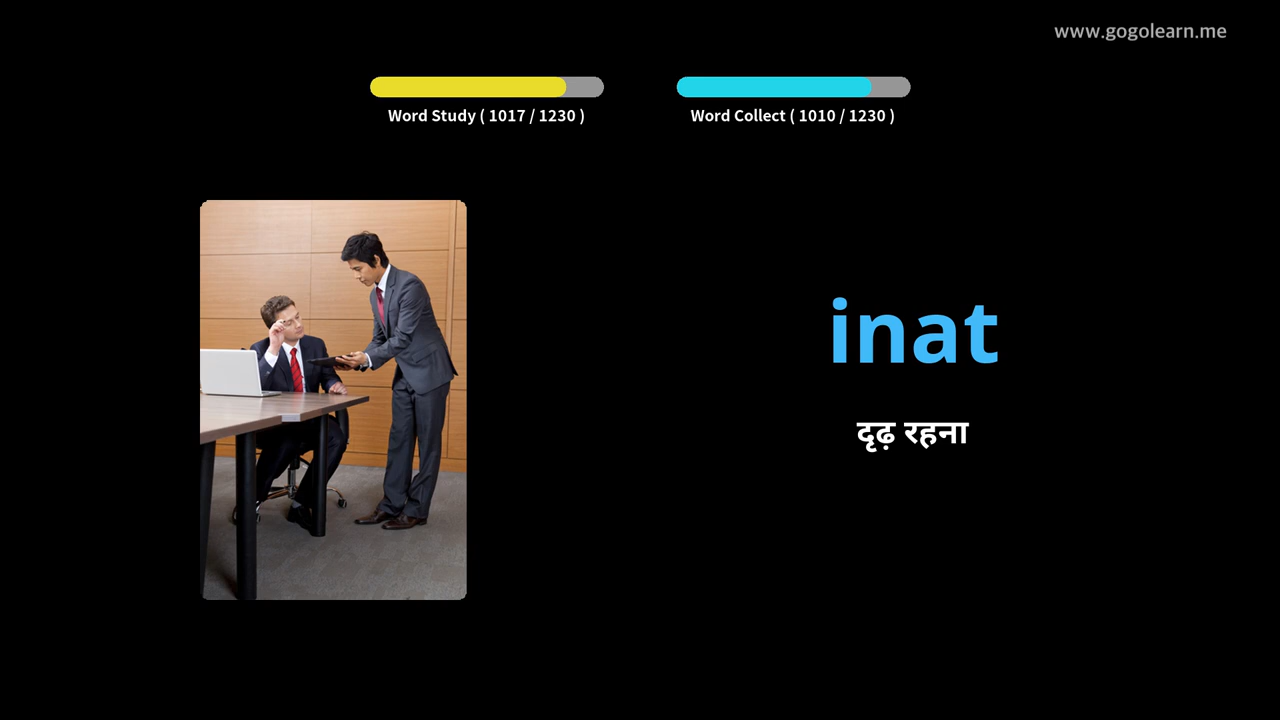 www.gogolearn.me
Word Study ( 1017 / 1230 )
Word Collect ( 1010 / 1230 )
inat
दृढ़ रहना